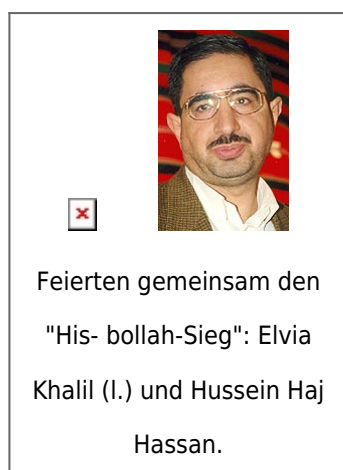 Feierten gemeinsam den
"His- bollah-Sieg": Elvia
Khalil (l.) und Hussein Haj
Hassan.